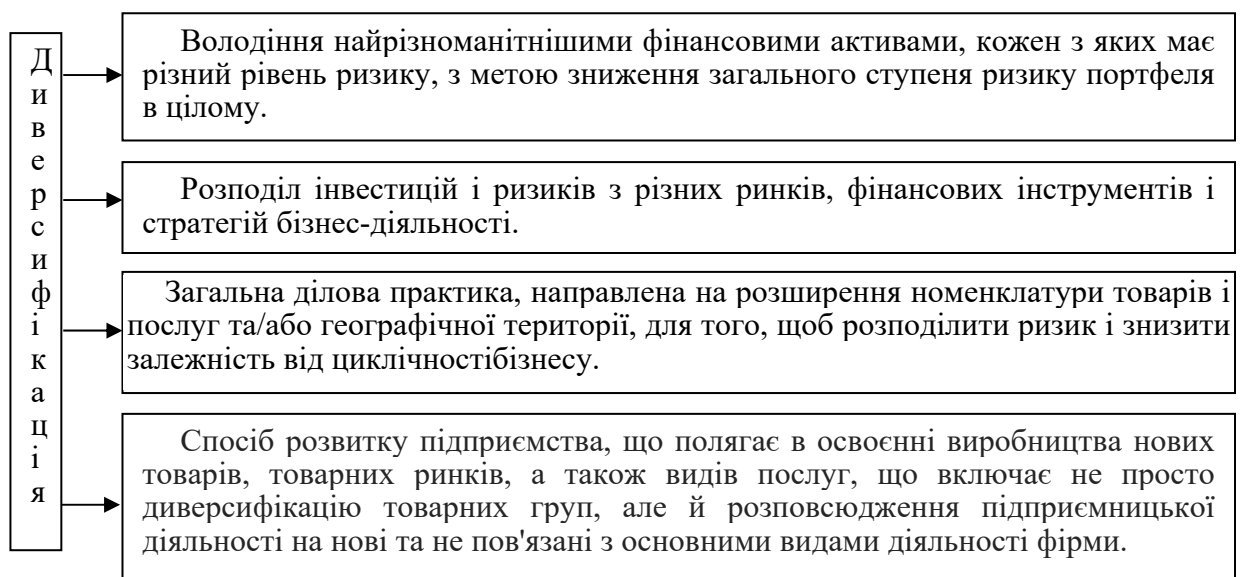 Диверсифікація
Володіння найрізноманітнішими фінансовими активами, кожен з яких має
різний рівень ризику, з метою зниження загального ступеня ризику портфеля
в цілому.
Розподіл інвестицій і ризиків з різних ринків, фінансових інструментів і
стратегій бізнес-діяльності.
Загальна ділова практика, направлена на розширення номенклатури товарів і
послуг та/або географічної території, для того, щоб розподілити ризик і знизити
залежність від циклічностібізнесу.
Спосіб розвитку підприємства, що полягає в освоєнні виробництва нових
товарів, товарних ринків, а також видів послуг, що включає не просто
диверсифікацію товарних груп, але й розповсюдження підприємницької
діяльності на нові та не пов'язані з основними видами діяльності фірми.